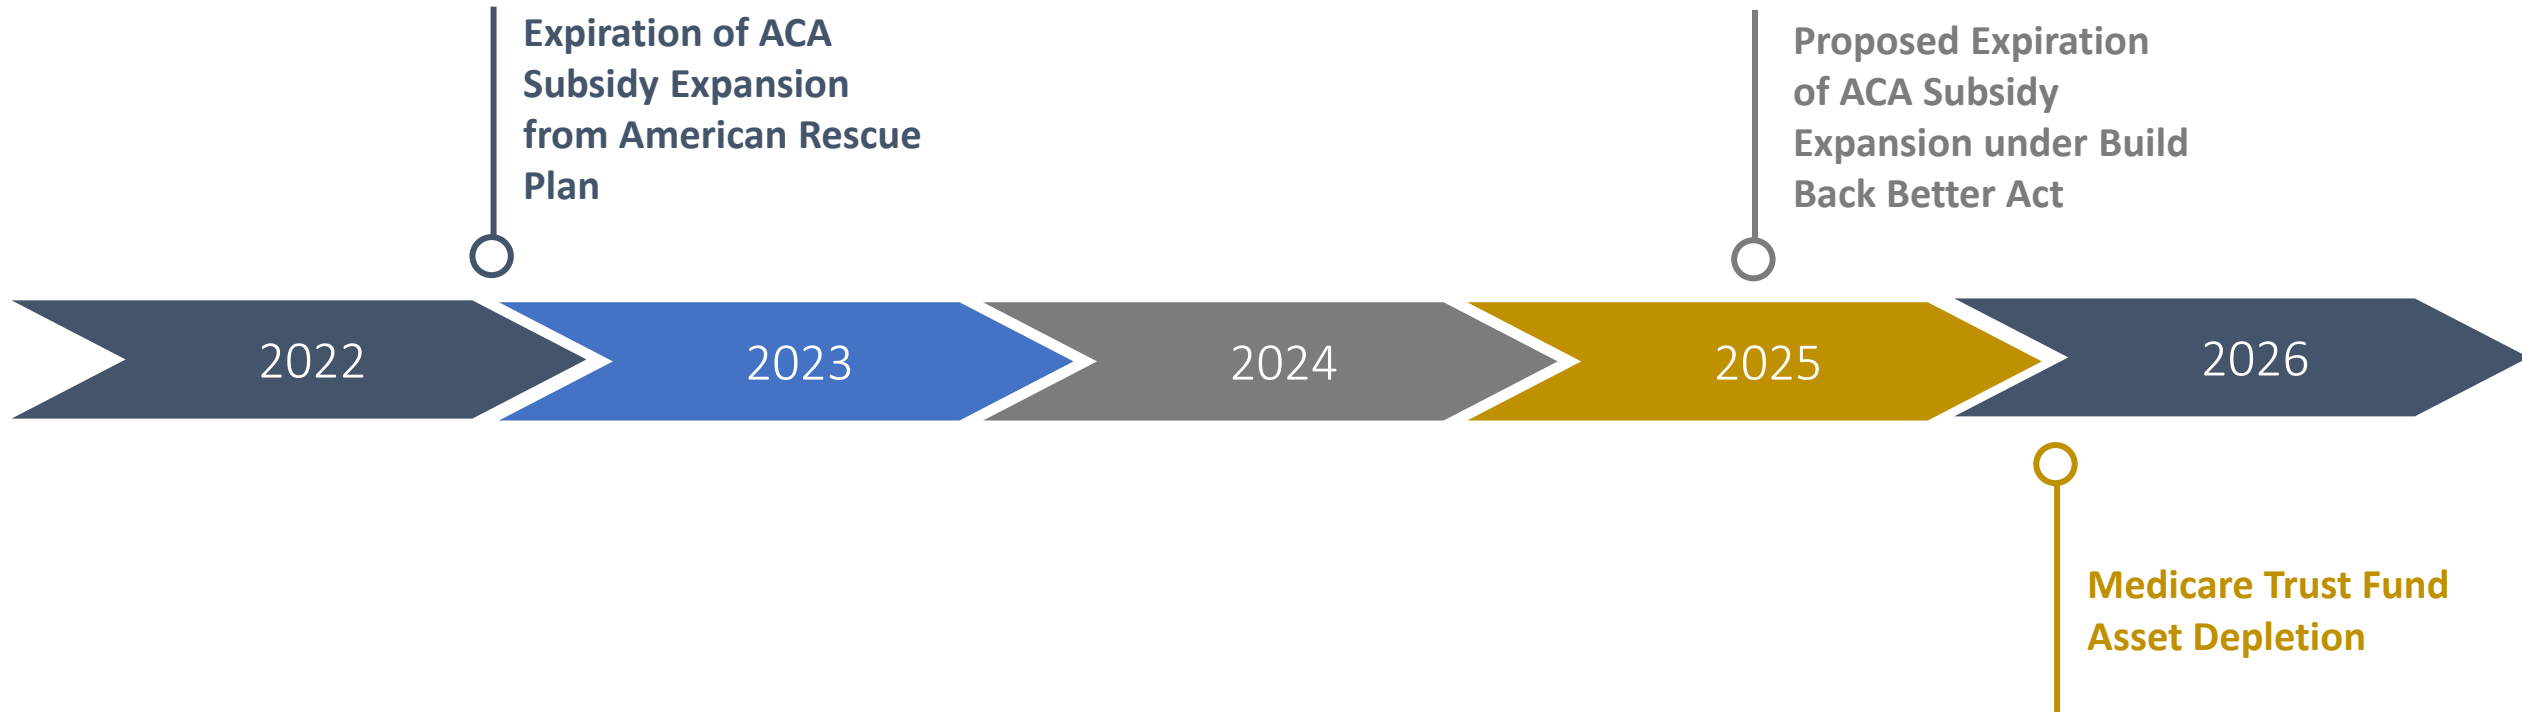 Expiration of ACA
Subsidy Expansion
from American Rescue
Plan
Proposed Expiration
of ACA Subsidy
Expansion under Build
Back Better Act
2022
2023
2024
2025
2026
Medicare Trust Fund
Asset Depletion